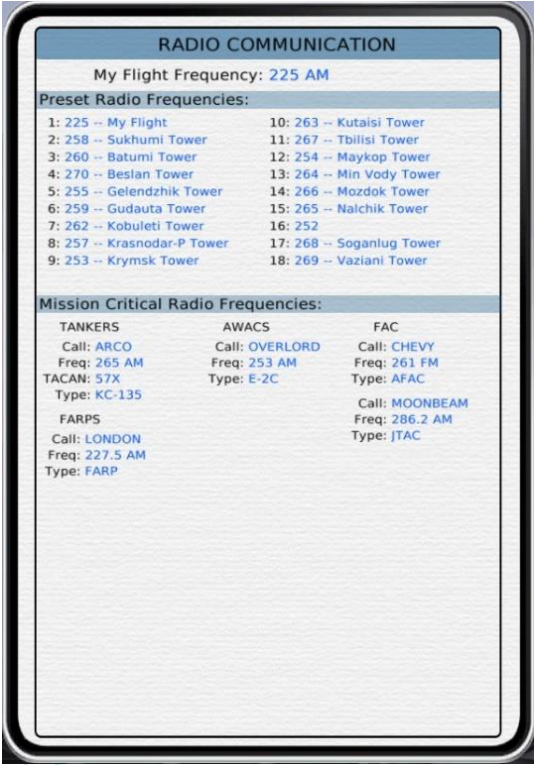 RADIO COMMUNICATION
My Flight Frequency: 225 AM
Preset Radio Frequencies:
1: 225 -- My Flight
2: 258 -- Sukhumi Tower
3: 260 -- Batumi Tower
4: 270 -- Beslan Tower
5: 255 -- Gelendzhik Tower
6: 259 -- Gudauta Tower
7: 262 -- Kobuleti Tower
8: 257 -- Krasnodar-P Tower
9: 253 -- Krymsk Tower
10: 263 -- Kutaisi Tower
11: 267 -- Tbilisi Tower
12: 254 -- Maykop Tower
13: 264 -- Min Vody Tower
14: 266 -- Mozdok Tower
15: 265 -- Nalchik Tower
16: 252
17: 268 -- Soganlug Tower
18: 269 -- Vaziani Tower
Mission Critical Radio Frequencies:
TANKERS
Call: ARCO
Freq: 265 AM
TACAN: 57X
Type: KC-135
FARPS
Call: LONDON
Freq: 227.5 AM
Type: FARP
AWACS
Call: OVERLORD
Freq: 253 AM
Type: E-2C
FAC
Call: CHEVY
Freq: 261 FM
Type: AFAC
Call: MOONBEAM
Freq: 286.2 AM
Type: JTAC